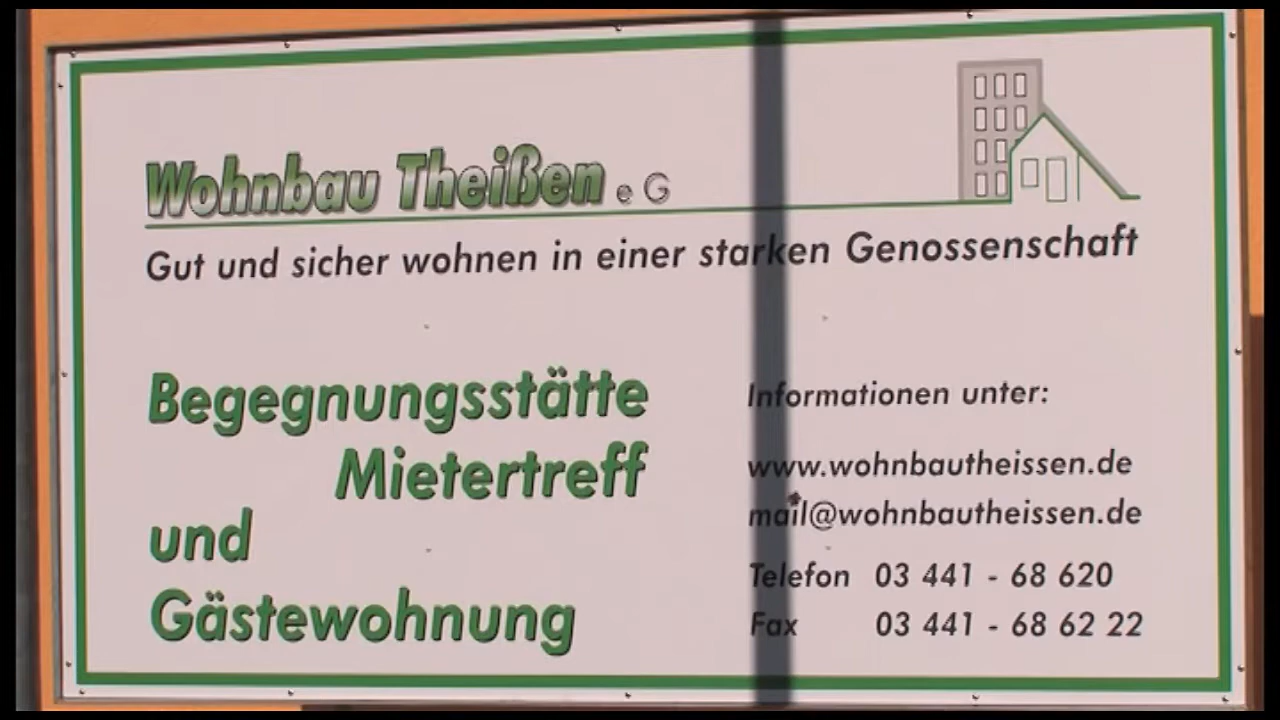 Wohnbau Theißen e G
Gut und sicher wohnen in einer starken Genossenschaft
Begegnungsstätte
Mietertreff
und
Gästewohnung
Informationen unter:
www.wohnbautheissen.de
mail@wohnbautheissen.de
Telefon 03 441 - 68 620
Fax 03 441 - 68 62 22